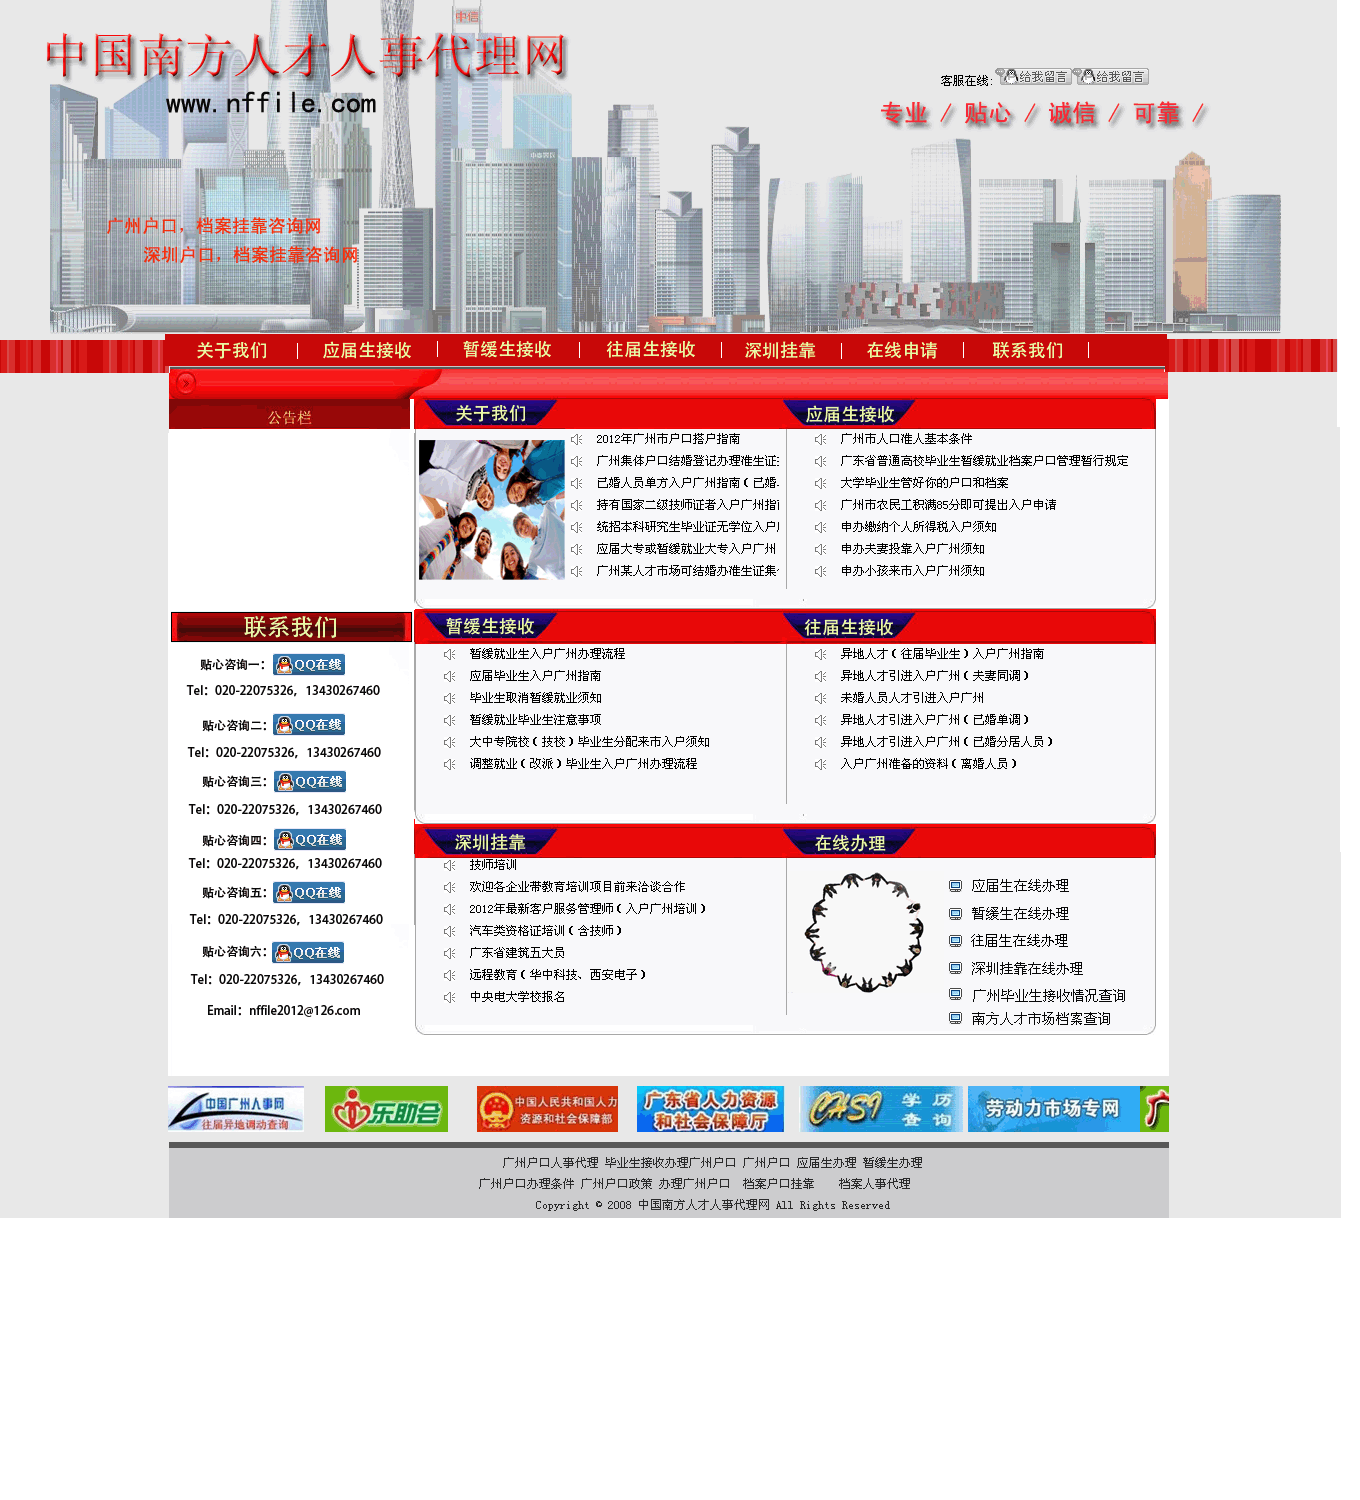 中信
中国南方人才人事代理网
www.nffile.com
客服在线: 给我留言 给我留言
专业 / 贴心 / 诚信 / 可靠 /
广州户口，档案挂靠咨询网
深圳户口，档案挂靠咨询网
关于我们 应届生接收 暂缓生接收 往届生接收 深圳挂靠 在线申请 联系我们
公告栏
关于我们
2012年广州市户口搭户指南
广州集体户口结婚登记办理准生证
已婚人员单方入户广州指南（已婚
持有国家二级技师证者入户广州指南
统招本科研究生毕业证无学位入户
应届大专或暂缓就业大专入户广州
广州某人才市场可结婚办准生证集
应届生接收
广州市人口准入基本条件
广东省普通高校毕业生暂缓就业档案户口管理暂行规定
大学毕业生管好你的户口和档案
广州市农民工积满85分即可提出入户申请
申办缴纳个人所得税入户须知
申办夫妻投靠入户广州须知
申办小孩来市入户广州须知
联系我们
贴心咨询一： QQ在线
Tel：020-22075326，13430267460
贴心咨询二： QQ在线
Tel：020-22075326，13430267460
贴心咨询三： QQ在线
Tel：020-22075326，13430267460
贴心咨询四： QQ在线
Tel：020-22075326，13430267460
贴心咨询五： QQ在线
Tel：020-22075326，13430267460
贴心咨询六： QQ在线
Tel：020-22075326，13430267460
Email：nffile2012@126.com
暂缓生接收
暂缓就业生入户广州办理流程
应届毕业生入户广州指南
毕业生取消暂缓就业须知
暂缓就业毕业生注意事项
大中专院校（技校）毕业生分配来市入户须知
调整就业（改派）毕业生入户广州办理流程
往届生接收
异地人才（往届毕业生）入户广州指南
异地人才引进入户广州（夫妻同调）
未婚人员人才引进入户广州
异地人才引进入户广州（已婚单调）
异地人才引进入户广州（已婚分居人员）
入户广州准备的资料（离婚人员）
深圳挂靠
技师培训
欢迎各企业带教育培训项目前来洽谈合作
2012年最新客户服务管理师（入户广州培训）
汽车类资格证培训（含技师）
广东省建筑五大员
远程教育（华中科技、西安电子）
中央电大学校报名
在线办理
应届生在线办理
暂缓生在线办理
往届生在线办理
深圳挂靠在线办理
广州毕业生接收情况查询
南方人才市场档案查询
中国广州人事网
往届异地调动查询
乐助会
中国人民共和国人力
资源和社会保障部
广东省人力资源
和社会保障厅
CHSI 学历
查询
劳动力市场专网
广州户口人事代理 毕业生接收办理广州户口 广州户口 应届生办理 暂缓生办理
广州户口办理条件 广州户口政策 办理广州户口 档案户口挂靠 档案人事代理
Copyright © 2008 中国南方人才人事代理网 All Rights Reserved